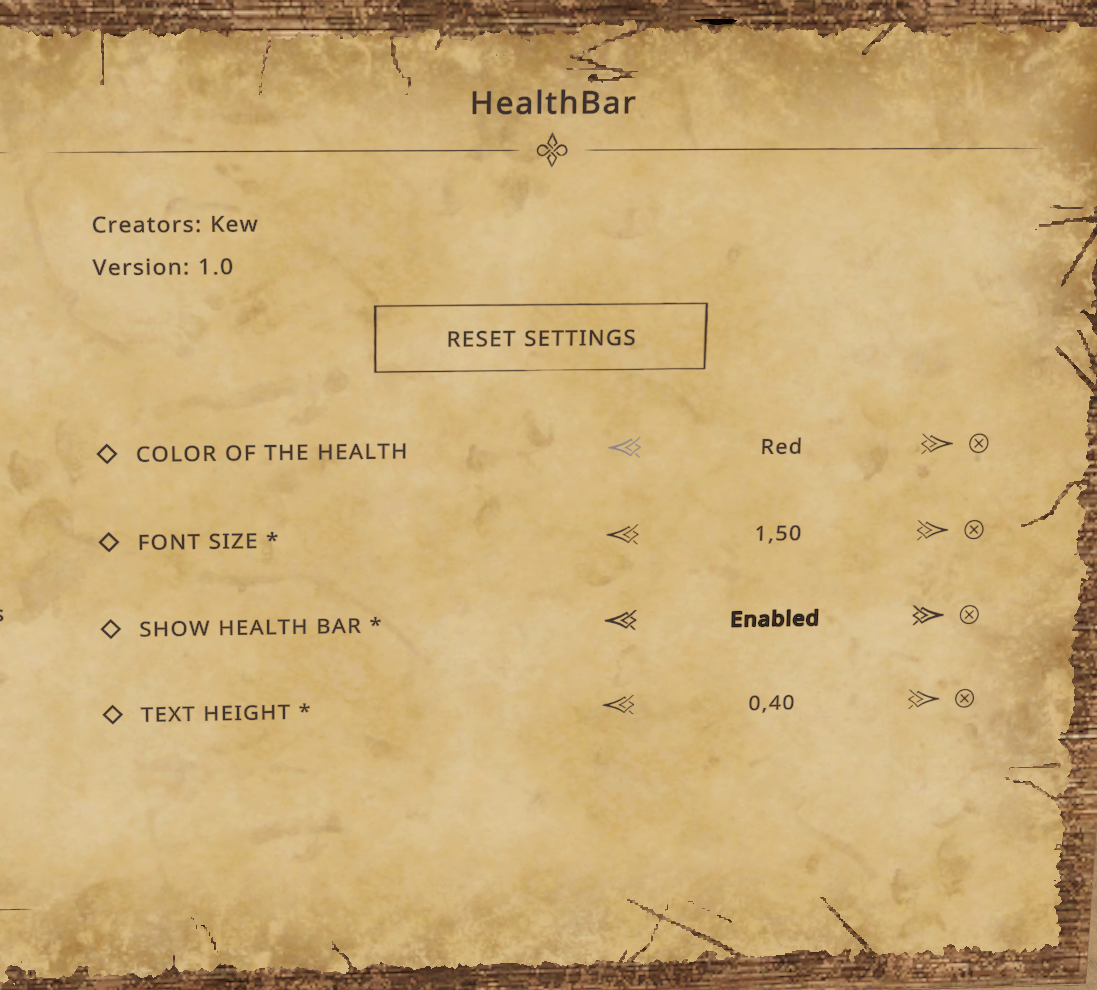 HealthBar
Creators: Kew
Version: 1.0
RESET SETTINGS
COLOR OF THE HEALTH Red
FONT SIZE * 1,50
SHOW HEALTH BAR * Enabled
TEXT HEIGHT * 0,40